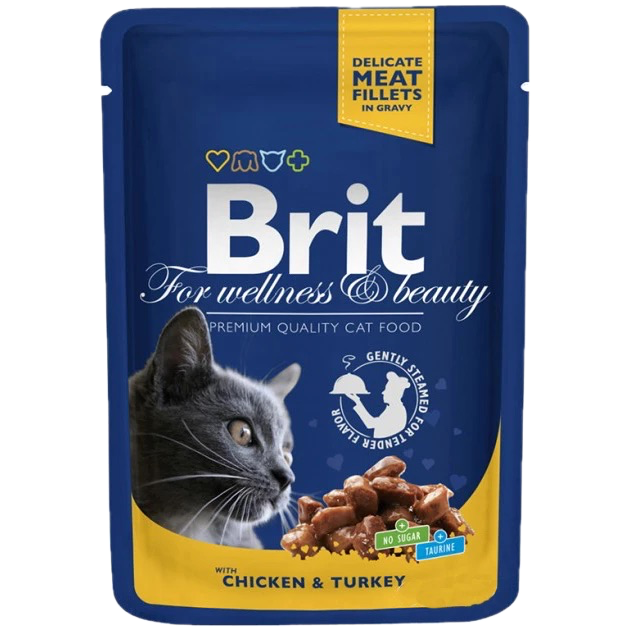 DELICATE
MEAT
FILLETS
IN GRAVY
Brit
For wellness & beauty
PREMIUM QUALITY CAT FOOD
GENTLY STEAMED FOR TENDER FLAVOR
+
NO SUGAR
+
TAURINE
WITH
CHICKEN & TURKEY